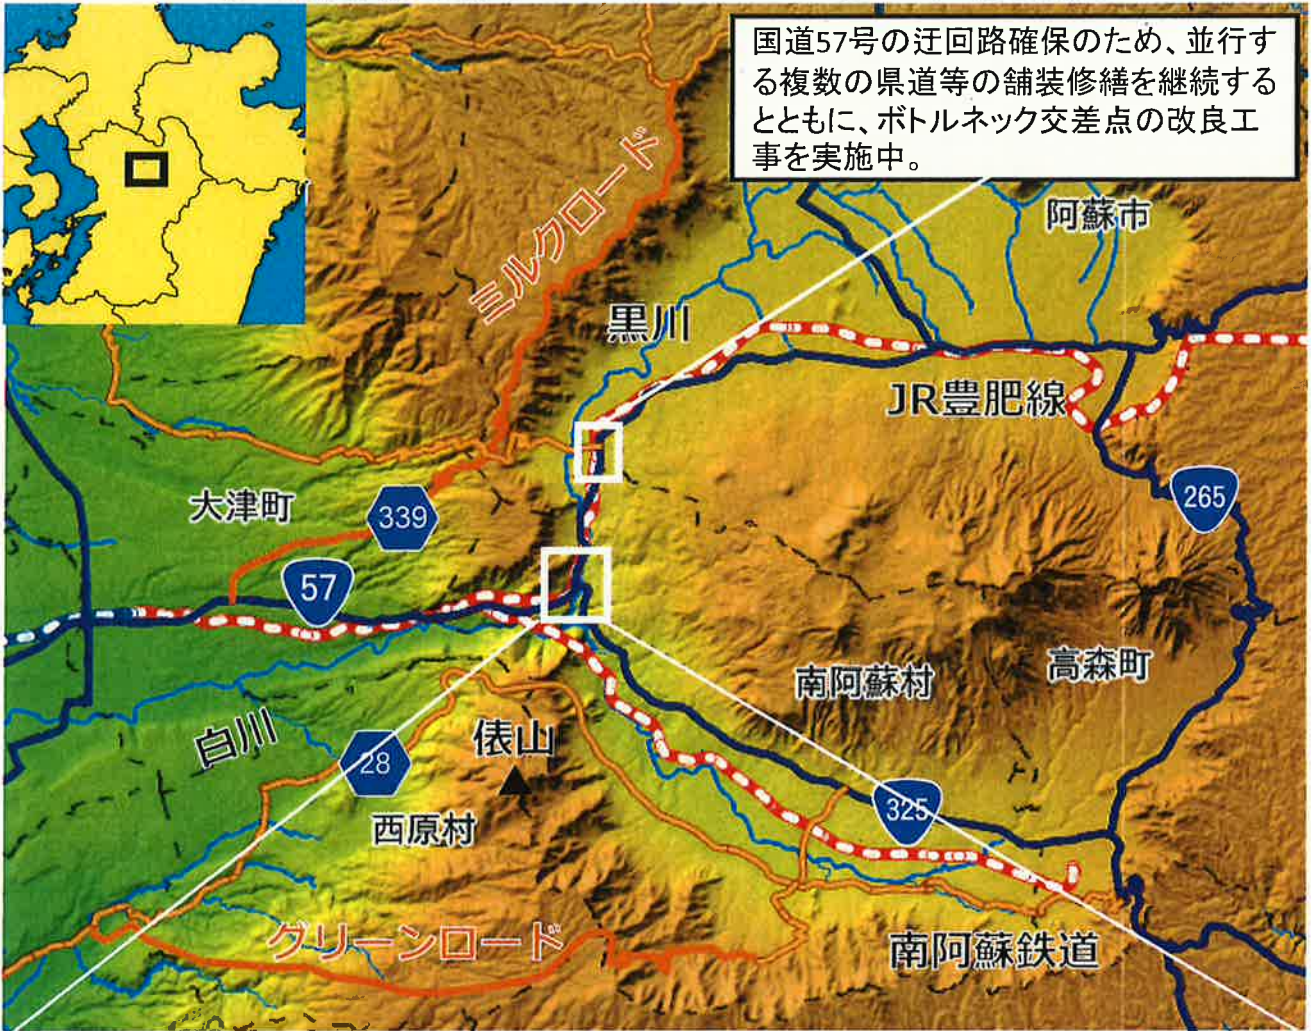 国道57号の迂回路確保のため、並行す
る複数の県道等の舗装修繕を継続する
とともに、ボトルネック交差点の改良工
事を実施中。
阿蘇市
ミルクロード
黒川
JR豊肥線
265
大津町
339
57
高森町
南阿蘇村
白川
俵山
28
325
西原村
グリーンロード
南阿蘇鉄道